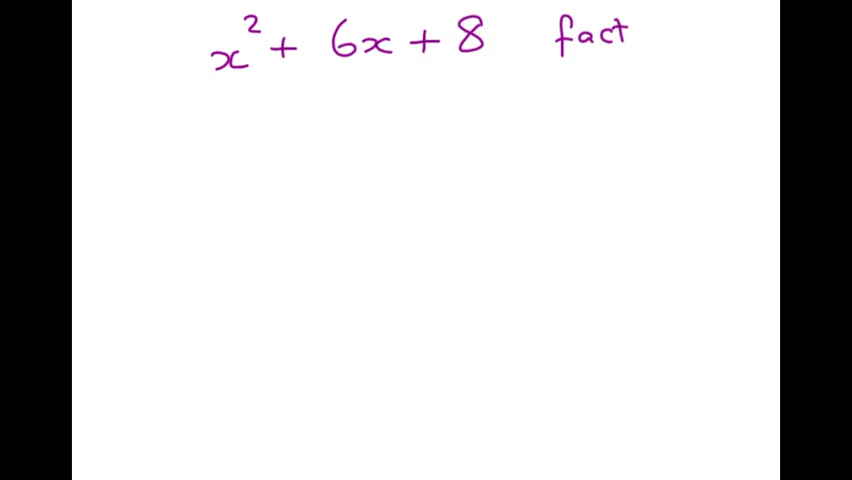 x² + 6x + 8 fact